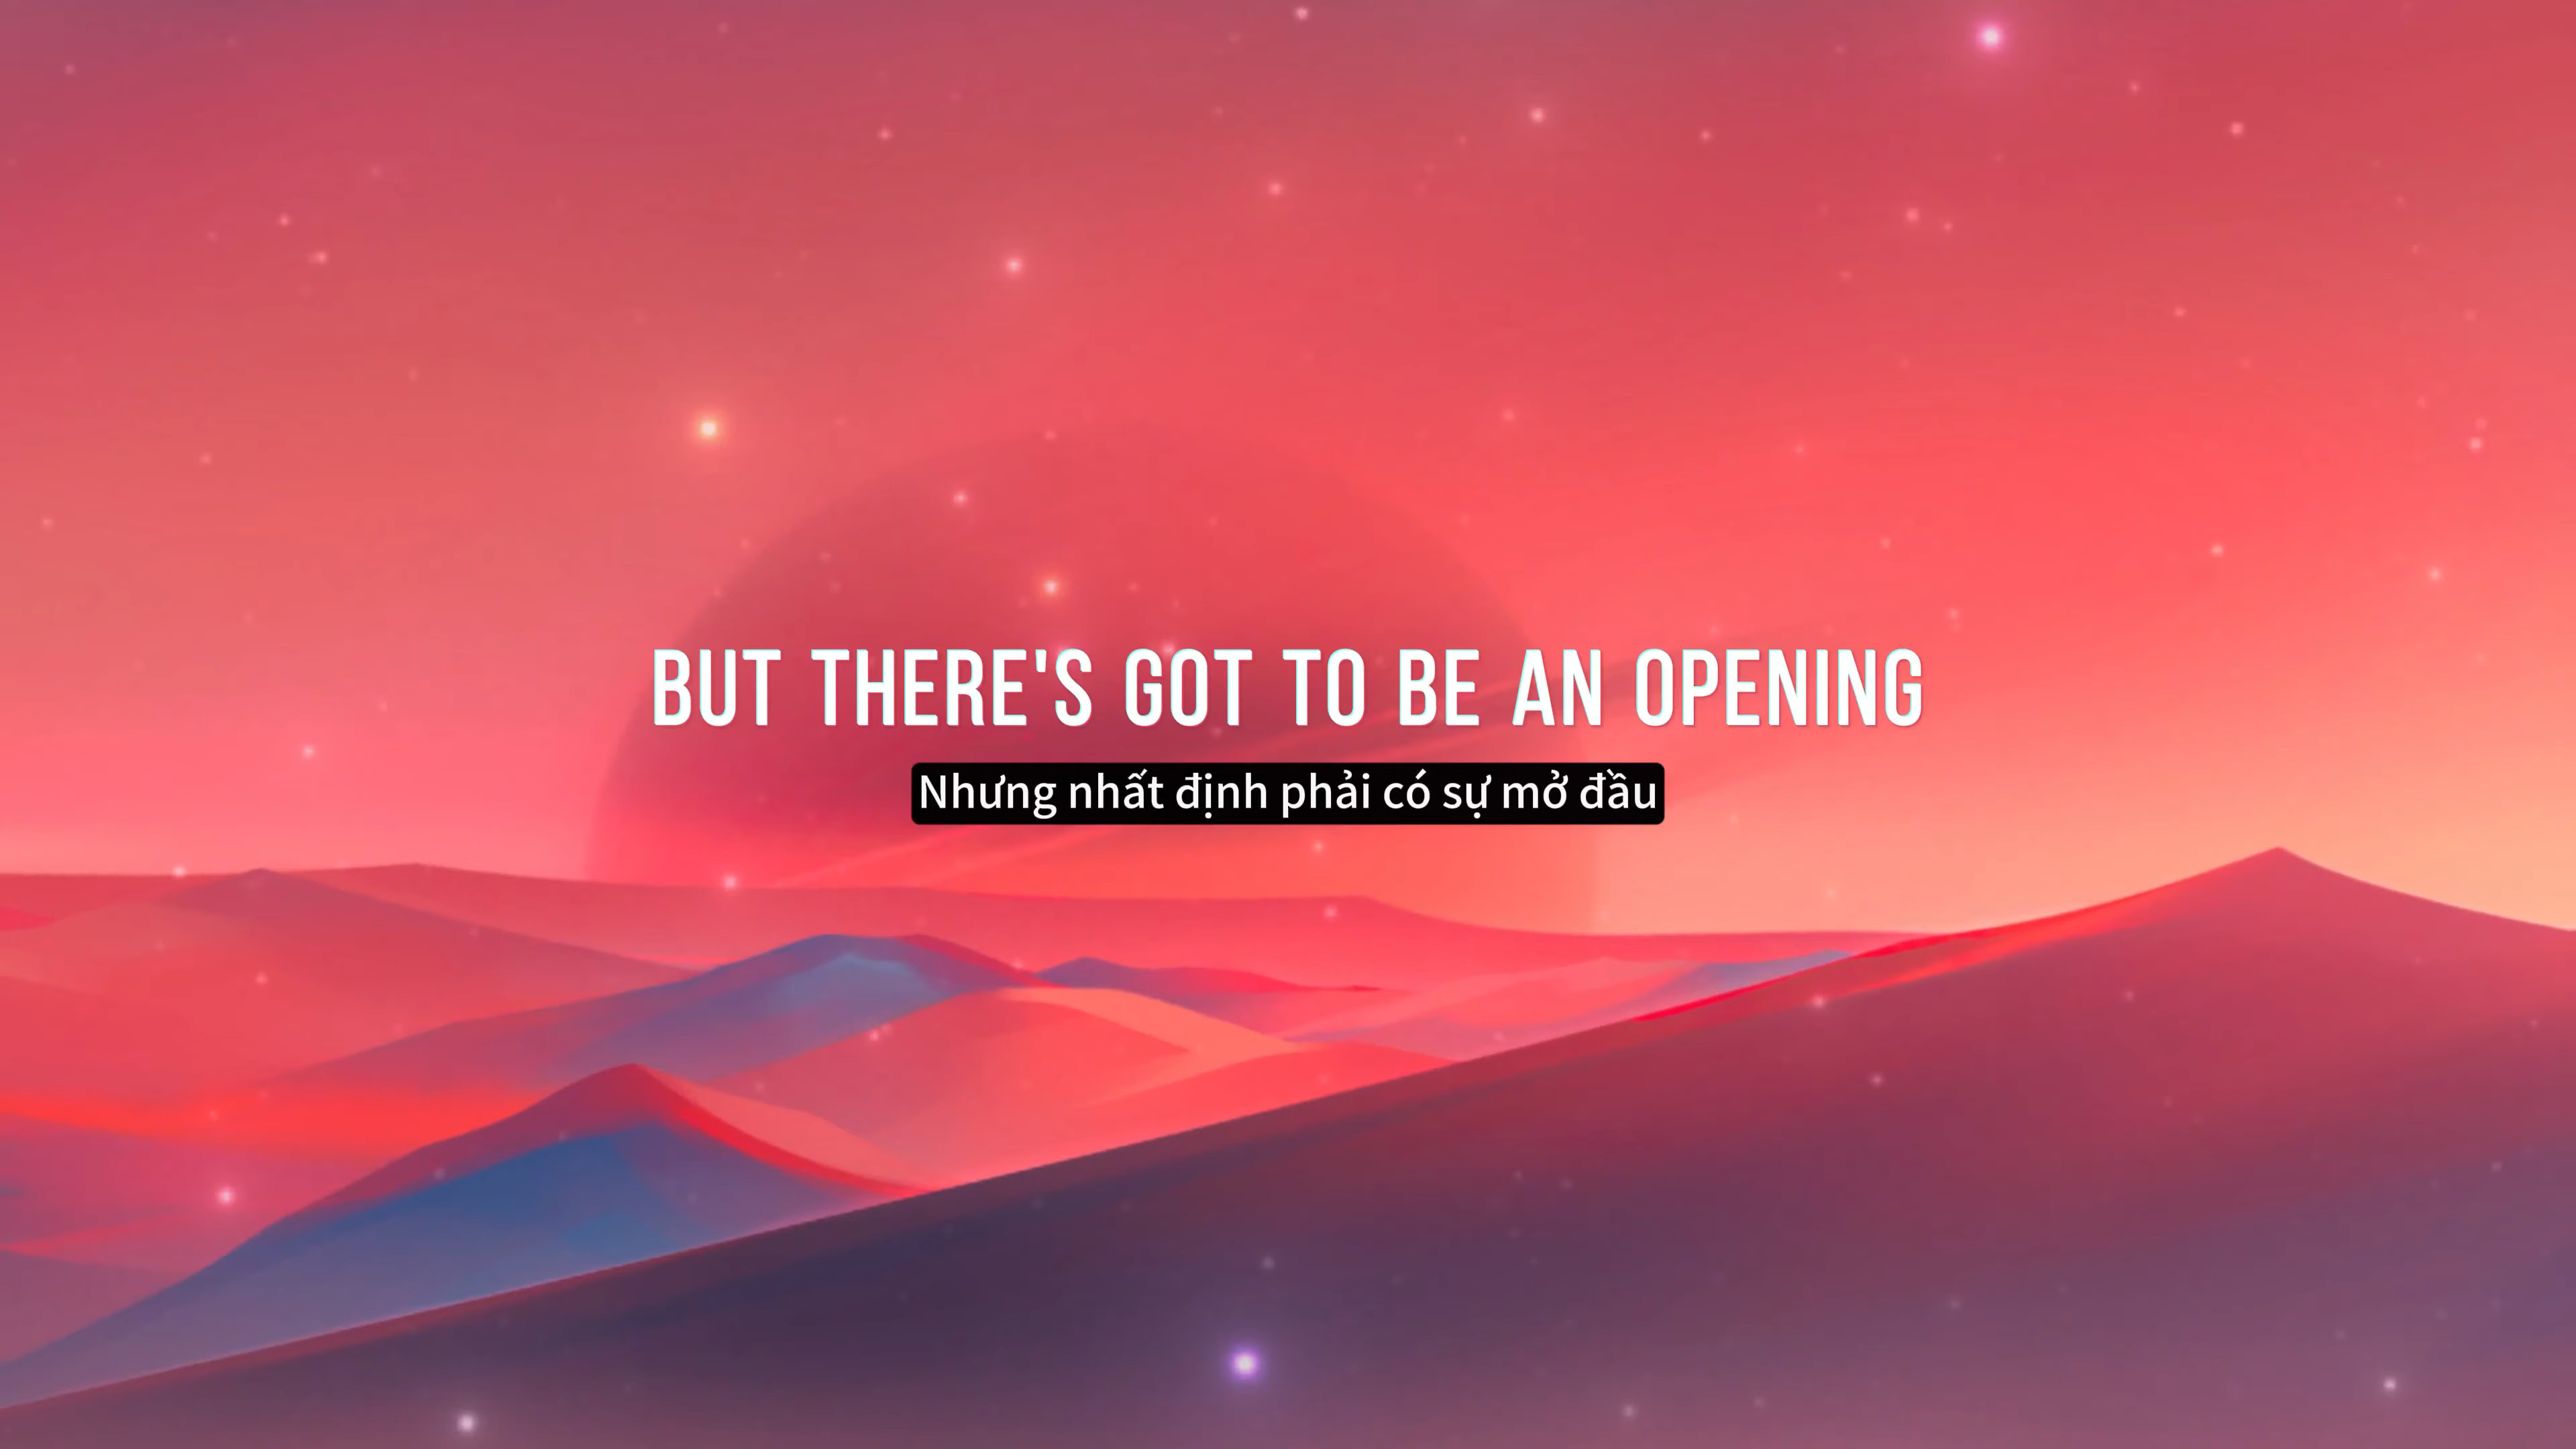 BUT THERE'S GOT TO BE AN OPENING
Nhưng nhất định phải có sự mở đầu